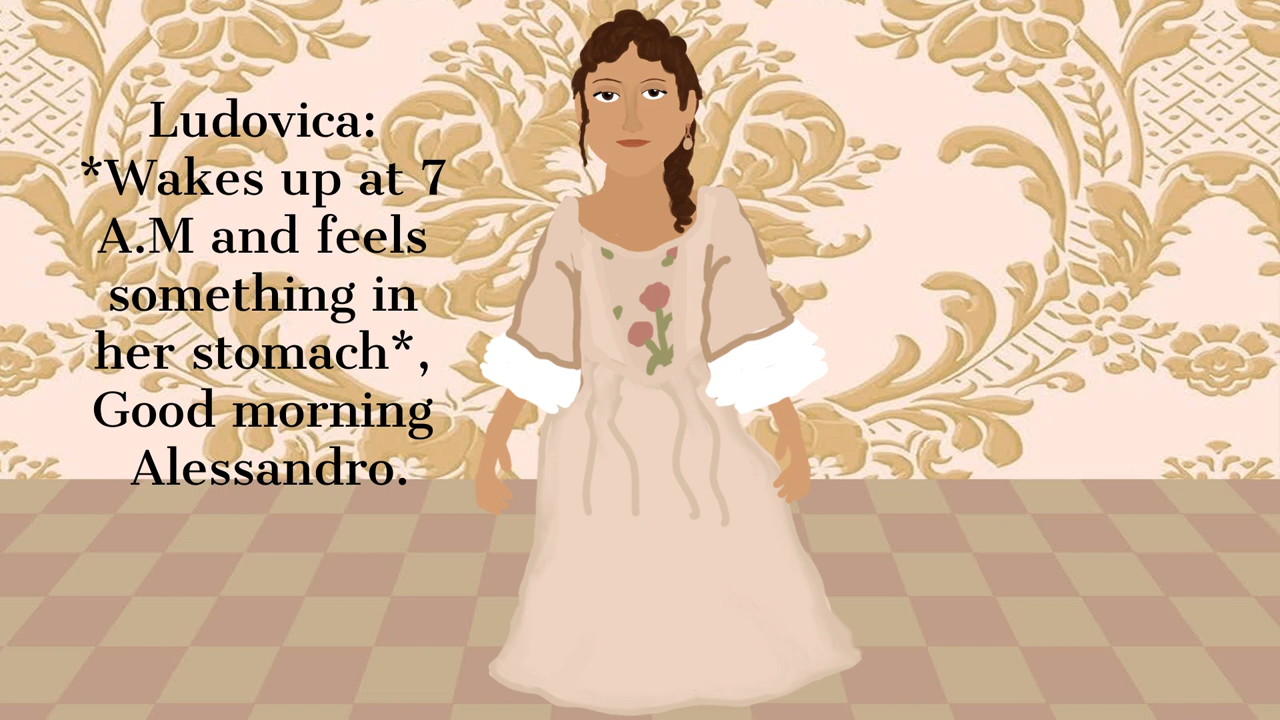 Ludovica:
*Wakes up at 7
A.M and feels
something in
her stomach*,
Good morning
Alessandro.